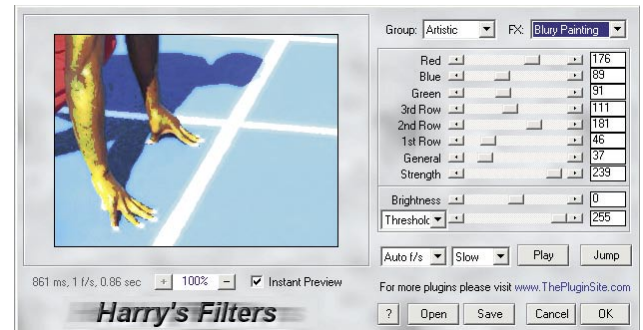 Group: Artistic FX: Blury Painting
Red 176
Blue 89
Green 91
3rd Row 111
2nd Row 181
1st Row 46
General 37
Strength 239
Brightness 0
Threshok 255
Auto f/s Slow Play Jump
861 ms, 1 f/s, 0.86 sec + 100% - Instant Preview
For more plugins please visit www.ThePluginSite.com
Harry's Filters
? Open Save Cancel OK